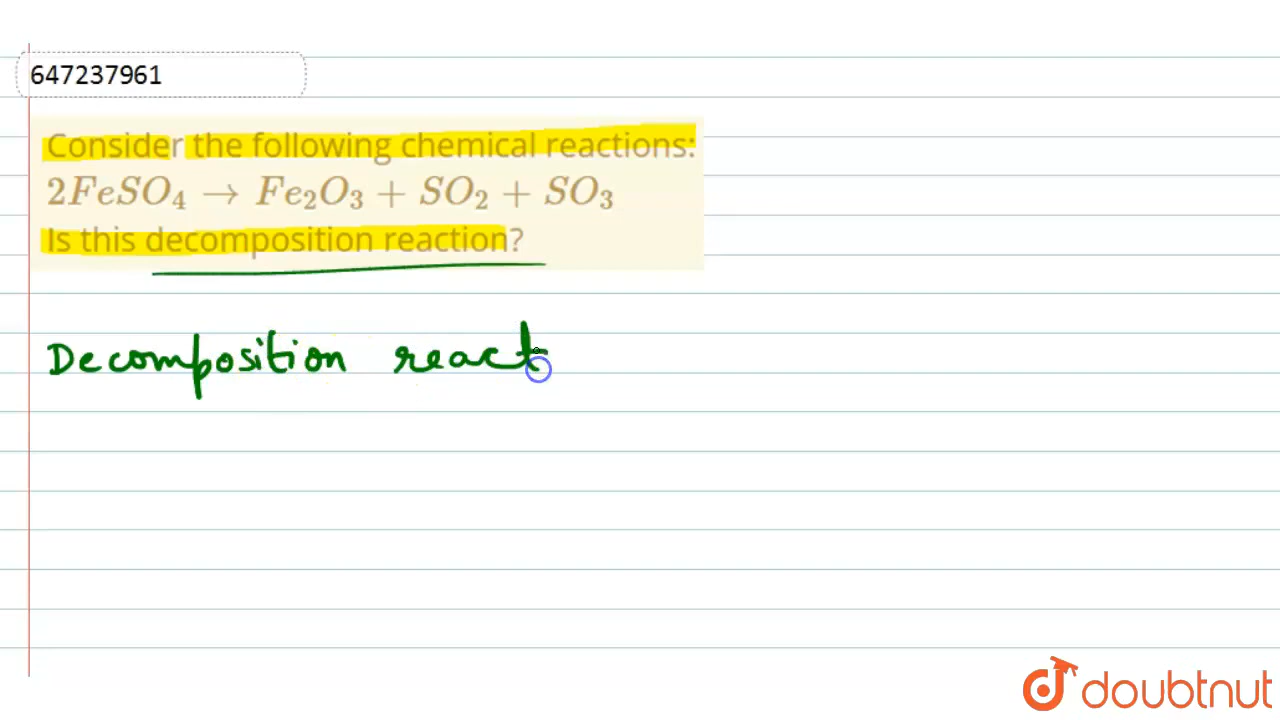 647237961
Consider the following chemical reactions:
2FeSO₄ → Fe₂O₃ + SO₂ + SO₃
Is this decomposition reaction?
Decomposition react
doubtnut